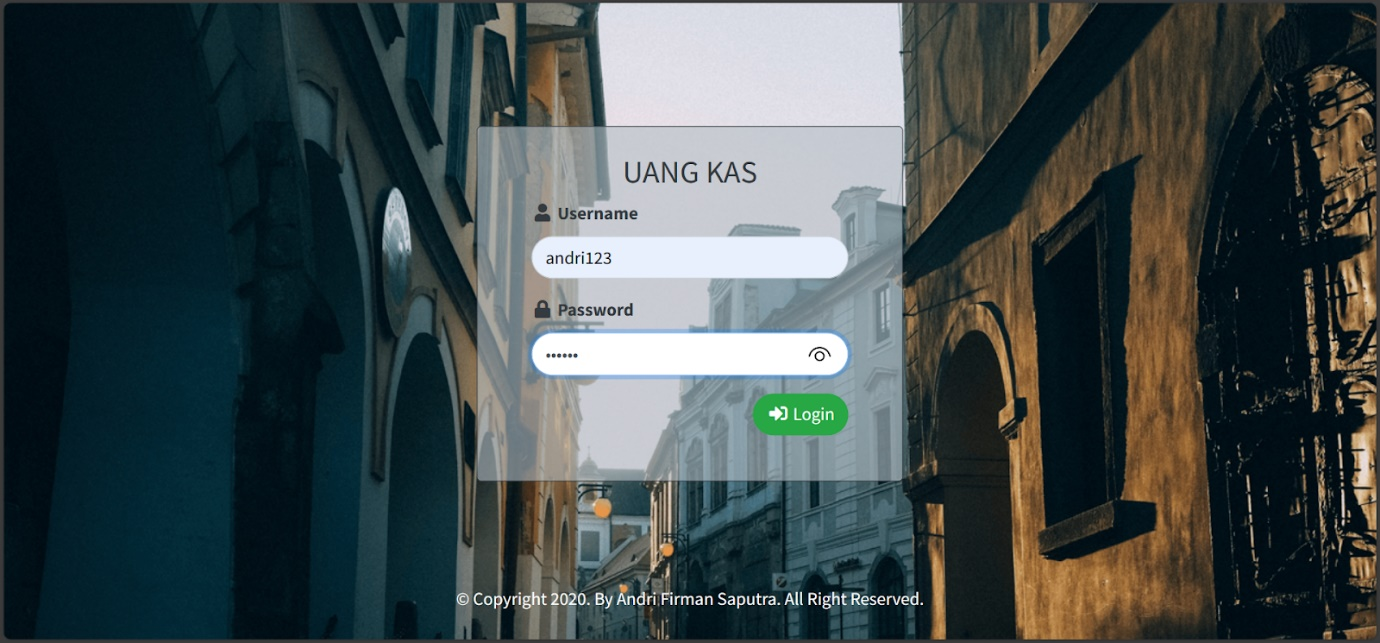 UANG KAS
Username
andri123
Password
••••••
Login
© Copyright 2020. By Andri Firman Saputra. All Right Reserved.